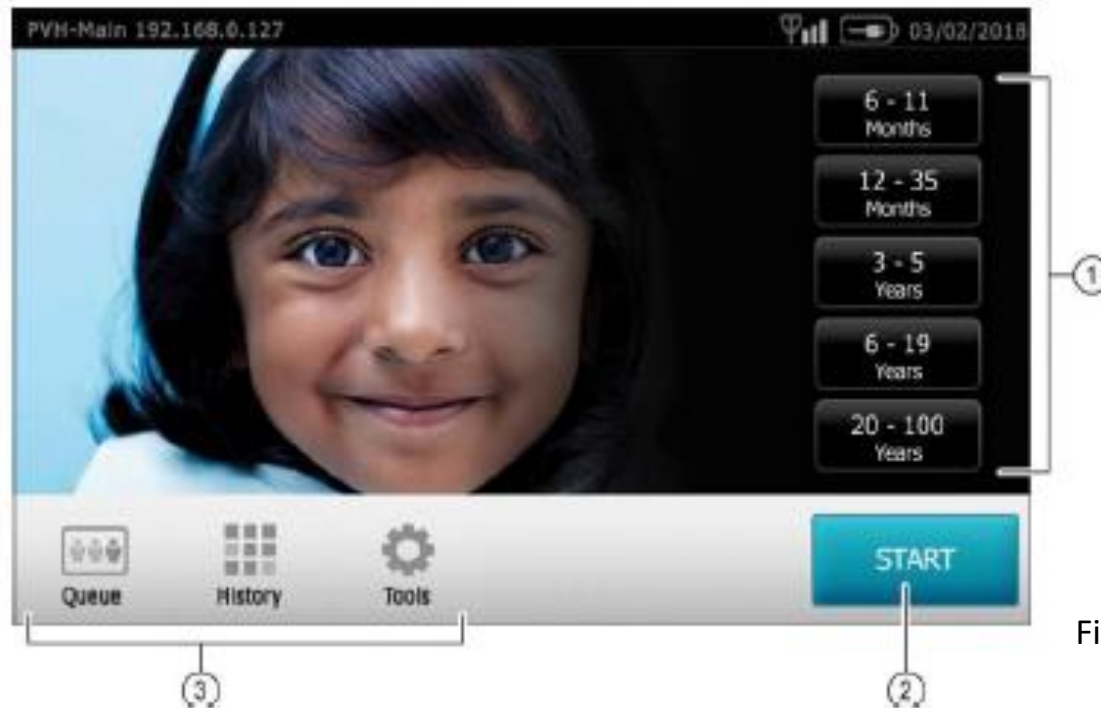 PVH-Main 192.168.0.127 03/02/2018
6 - 11
Months
12 - 35
Months
3 - 5
Years
6 - 19
Years
20 - 100
Years
1
Queue History Tools
START
Fi
3
2